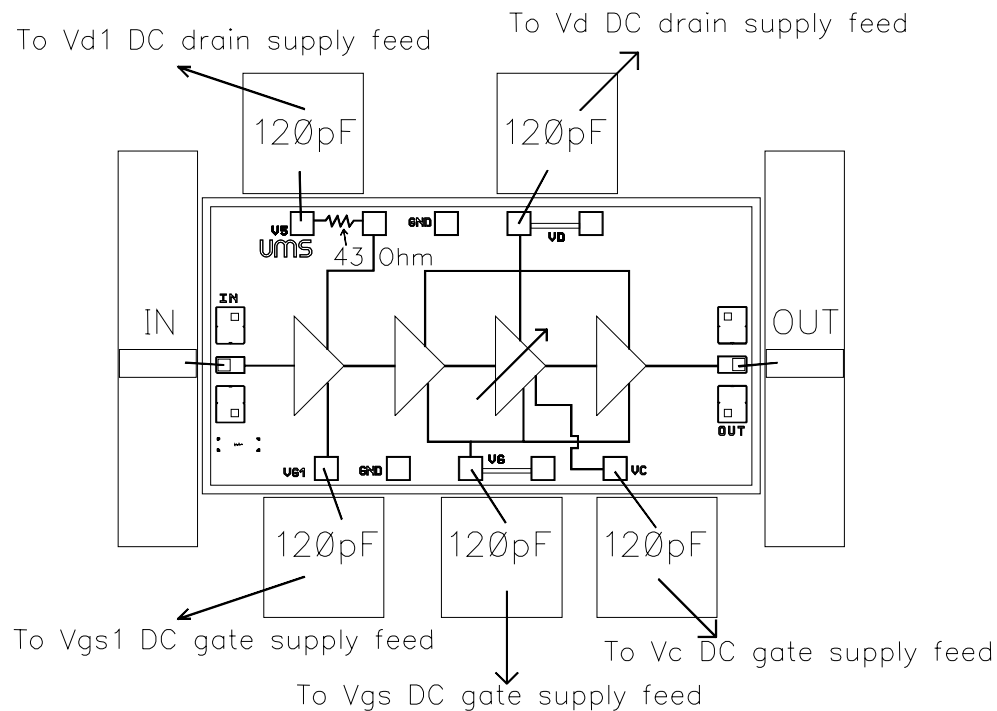 To Vd1 DC drain supply feed
To Vd DC drain supply feed
120pF
120pF
V5
GND
VD
UMS
43 Ohm
IN
IN
OUT
OUT
VG1
GND
VG
VC
120pF
120pF
120pF
To Vgs1 DC gate supply feed
To Vc DC gate supply feed
To Vgs DC gate supply feed